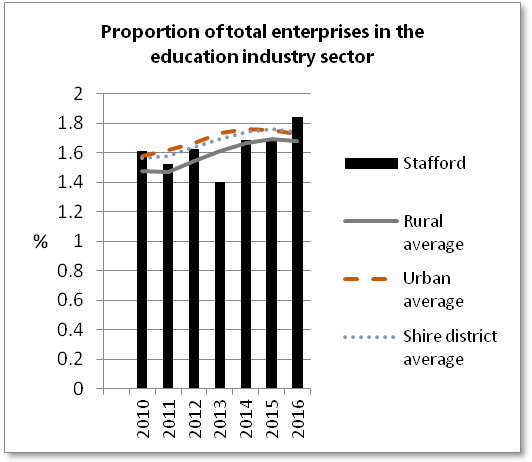 Proportion of total enterprises in the
education industry sector
2
1.8
1.6
1.4
1.2
1
0.8
0.6
0.4
0.2
0
%
2010
2011
2012
2013
2014
2015
2016
Stafford
Rural
average
Urban
average
Shire district
average